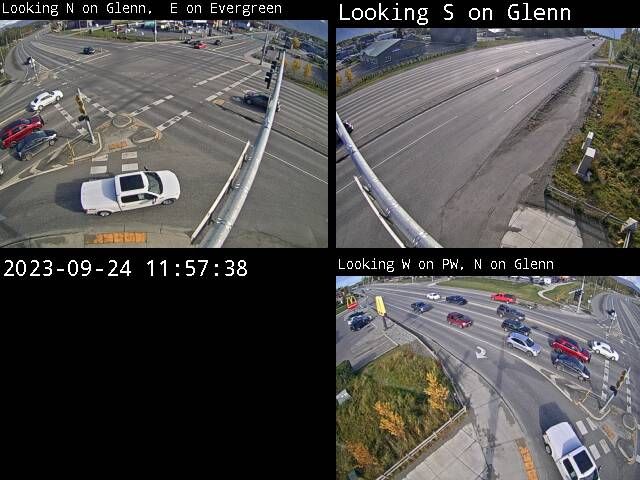 Looking N on Glenn, E on Evergreen
Looking S on Glenn
2023-09-24 11:57:38
Looking W on PW, N on Glenn